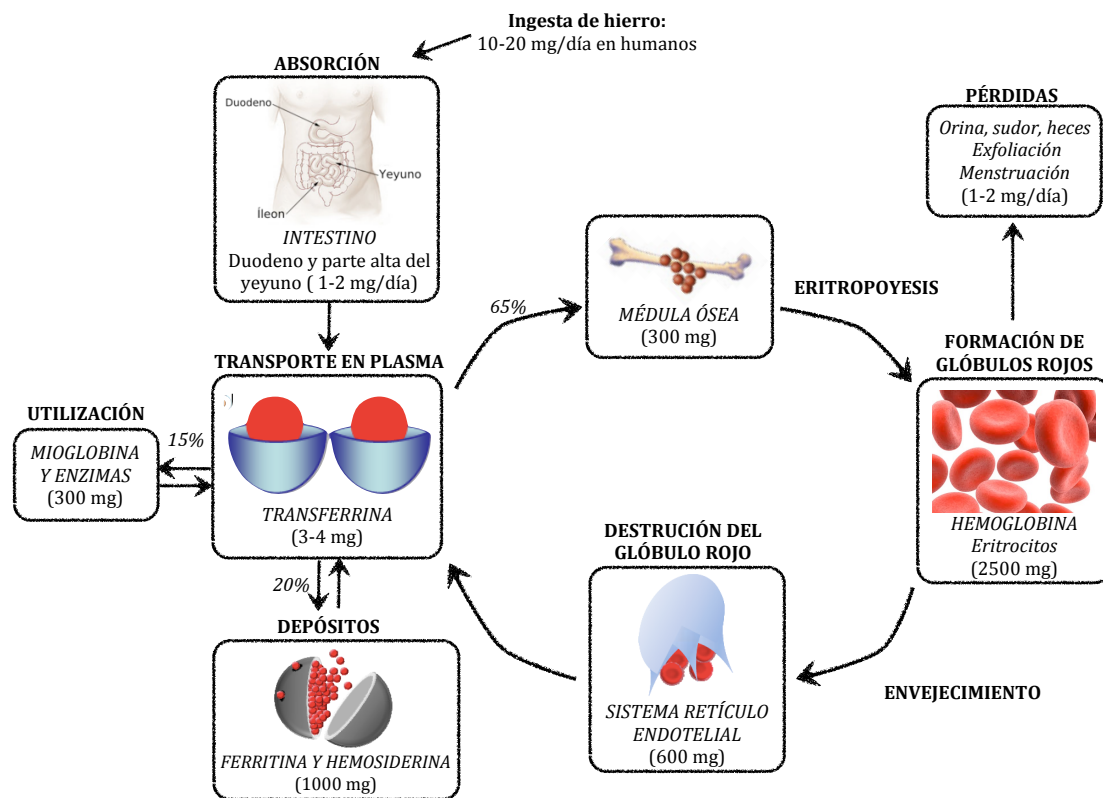 Ingesta de hierro:
10-20 mg/día en humanos
ABSORCIÓN
Duodeno
Yeyuno
Íleon
INTESTINO
Duodeno y parte alta del
yeyuno ( 1-2 mg/día)
PÉRDIDAS
Orina, sudor, heces
Exfoliación
Menstruación
(1-2 mg/día)
65%
MÉDULA ÓSEA
(300 mg)
ERITROPOYESIS
FORMACIÓN DE
GLÓBULOS ROJOS
HEMOGLOBINA
Eritrocitos
(2500 mg)
TRANSPORTE EN PLASMA
TRANSFERRINA
(3-4 mg)
UTILIZACIÓN
15%
MIOGLOBINA
Y ENZIMAS
(300 mg)
20%
DEPÓSITOS
FERRITINA Y HEMOSIDERINA
(1000 mg)
DESTRUCIÓN DEL
GLÓBULO ROJO
SISTEMA RETÍCULO
ENDOTELIAL
(600 mg)
ENVEJECIMIENTO